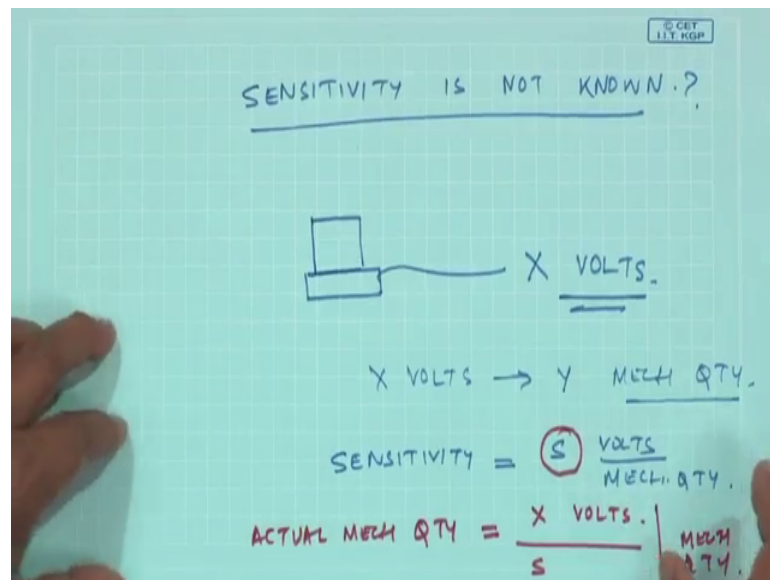 © CET
I.I.T. KGP
SENSITIVITY IS NOT KNOWN.?
X VOLTS.
X VOLTS → Y MECH QTY.
SENSITIVITY = S VOLTS / MECH. QTY.
ACTUAL MECH QTY = X VOLTS. / S | MECH QTY.